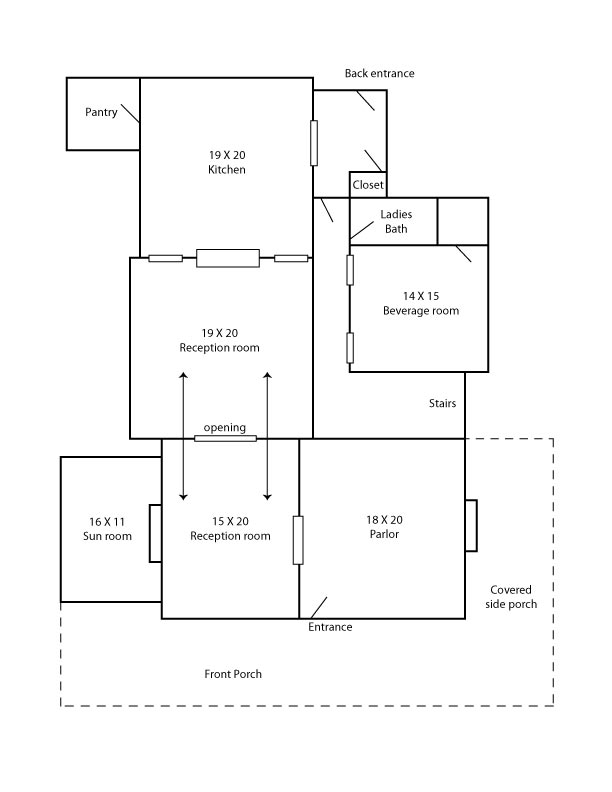 Back entrance
Pantry
19 X 20
Kitchen
Closet
Ladies
Bath
14 X 15
Beverage room
19 X 20
Reception room
Stairs
opening
16 X 11
Sun room
15 X 20
Reception room
18 X 20
Parlor
Covered
side porch
Entrance
Front Porch